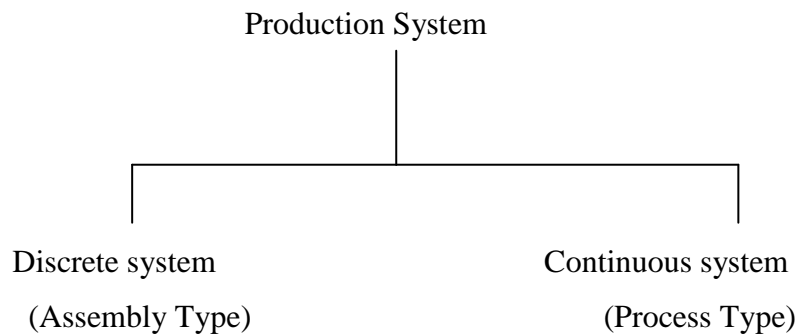 Production System
Discrete system
(Assembly Type)
Continuous system
(Process Type)